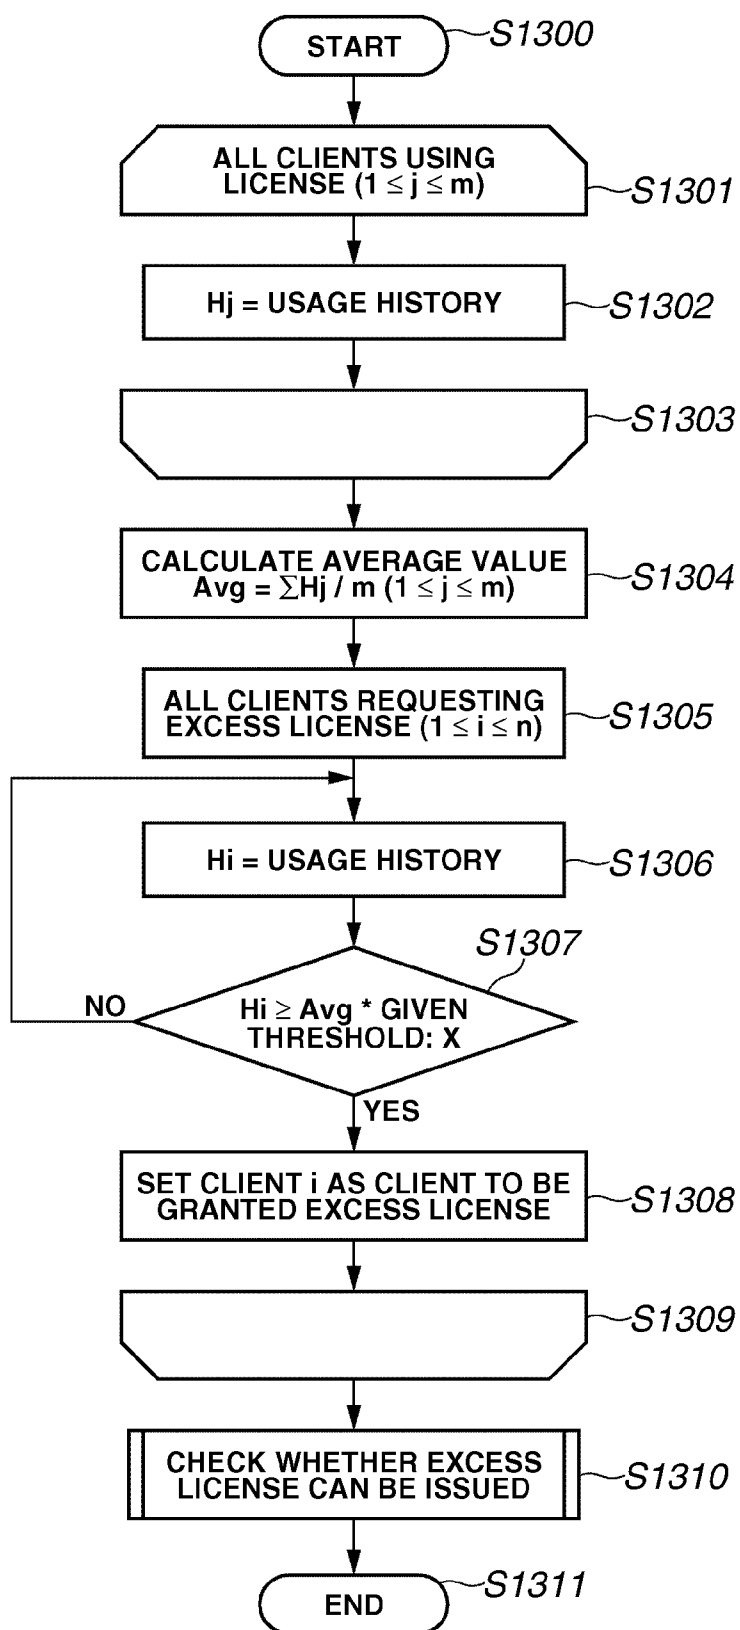 START
S1300
ALL CLIENTS USING
LICENSE (1 ≤ j ≤ m)
S1301
Hj = USAGE HISTORY
S1302
S1303
CALCULATE AVERAGE VALUE
Avg = ∑Hj / m (1 ≤ j ≤ m)
S1304
ALL CLIENTS REQUESTING
EXCESS LICENSE (1 ≤ i ≤ n)
S1305
Hi = USAGE HISTORY
S1306
S1307
NO
Hi ≥ Avg * GIVEN
THRESHOLD: X
YES
SET CLIENT i AS CLIENT TO BE
GRANTED EXCESS LICENSE
S1308
S1309
CHECK WHETHER EXCESS
LICENSE CAN BE ISSUED
S1310
END
S1311